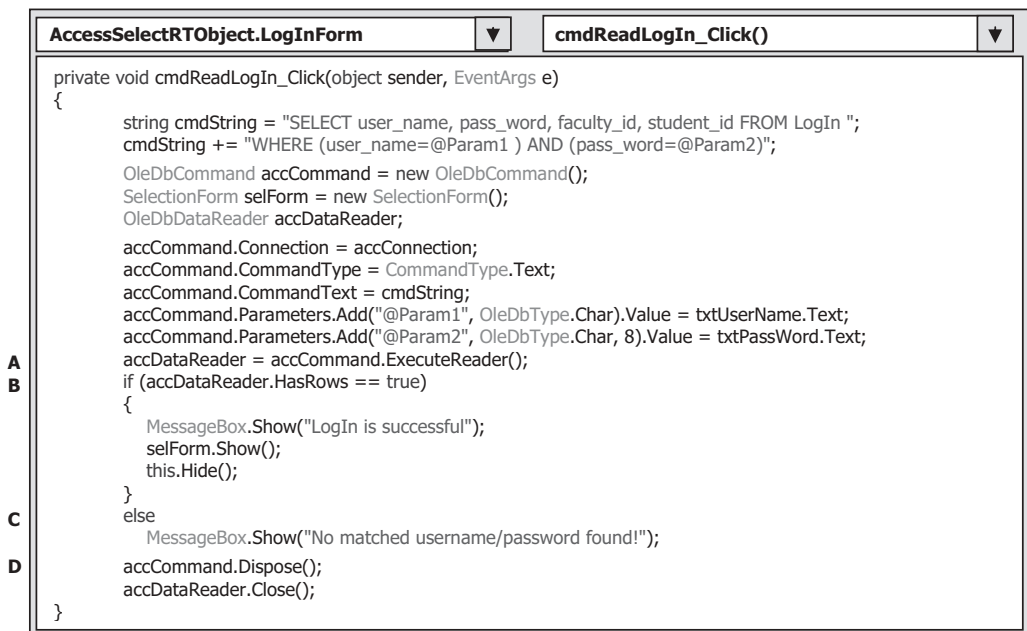 AccessSelectRTObject.LogInForm
cmdReadLogIn_Click()
private void cmdReadLogIn_Click(object sender, EventArgs e)
{
string cmdString = "SELECT user_name, pass_word, faculty_id, student_id FROM LogIn ";
cmdString += "WHERE (user_name=@Param1 ) AND (pass_word=@Param2)";
OleDbCommand accCommand = new OleDbCommand();
SelectionForm selForm = new SelectionForm();
OleDbDataReader accDataReader;
accCommand.Connection = accConnection;
accCommand.CommandType = CommandType.Text;
accCommand.CommandText = cmdString;
accCommand.Parameters.Add("@Param1", OleDbType.Char).Value = txtUserName.Text;
accCommand.Parameters.Add("@Param2", OleDbType.Char, 8).Value = txtPassWord.Text;
A accDataReader = accCommand.ExecuteReader();
B if (accDataReader.HasRows == true)
{
MessageBox.Show("LogIn is successful");
selForm.Show();
this.Hide();
}
C else
MessageBox.Show("No matched username/password found!");
D accCommand.Dispose();
accDataReader.Close();
}